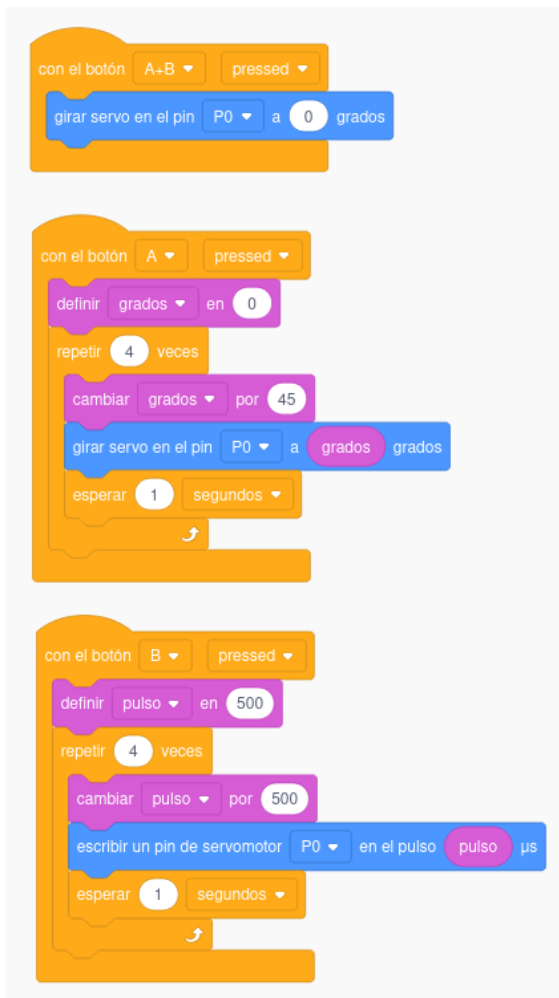 con el botón A+B pressed
girar servo en el pin P0 a 0 grados
con el botón A pressed
definir grados en 0
repetir 4 veces
cambiar grados por 45
girar servo en el pin P0 a grados grados
esperar 1 segundos
con el botón B pressed
definir pulso en 500
repetir 4 veces
cambiar pulso por 500
escribir un pin de servomotor P0 en el pulso pulso µs
esperar 1 segundos